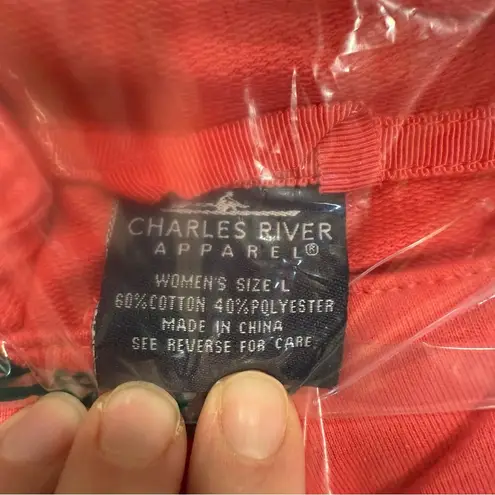 CHARLES RIVER
APPAREL®
WOMEN'S SIZE/L
60%COTTON 40%POLYESTER
MADE IN CHINA
SEE REVERSE FOR CARE